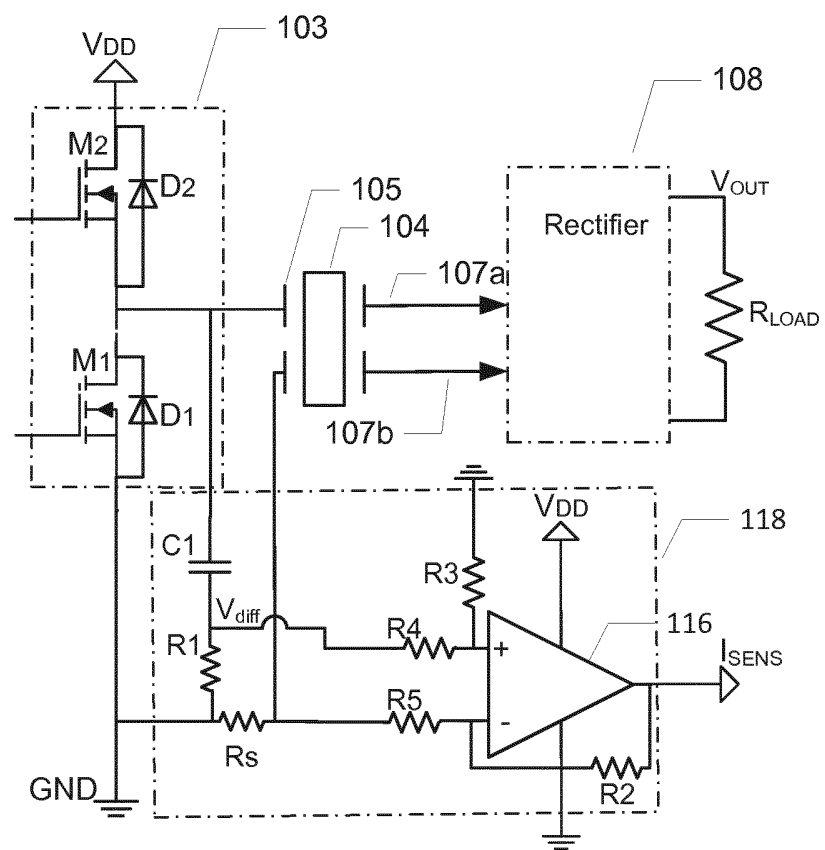 103
VDD
108
M2
D2
105
104
VOUT
Rectifier
107a
RLOAD
M1
D1
107b
VDD
118
C1
R3
Vdiff
R4
116
R1
+
ISENS
R5
-
Rs
R2
GND